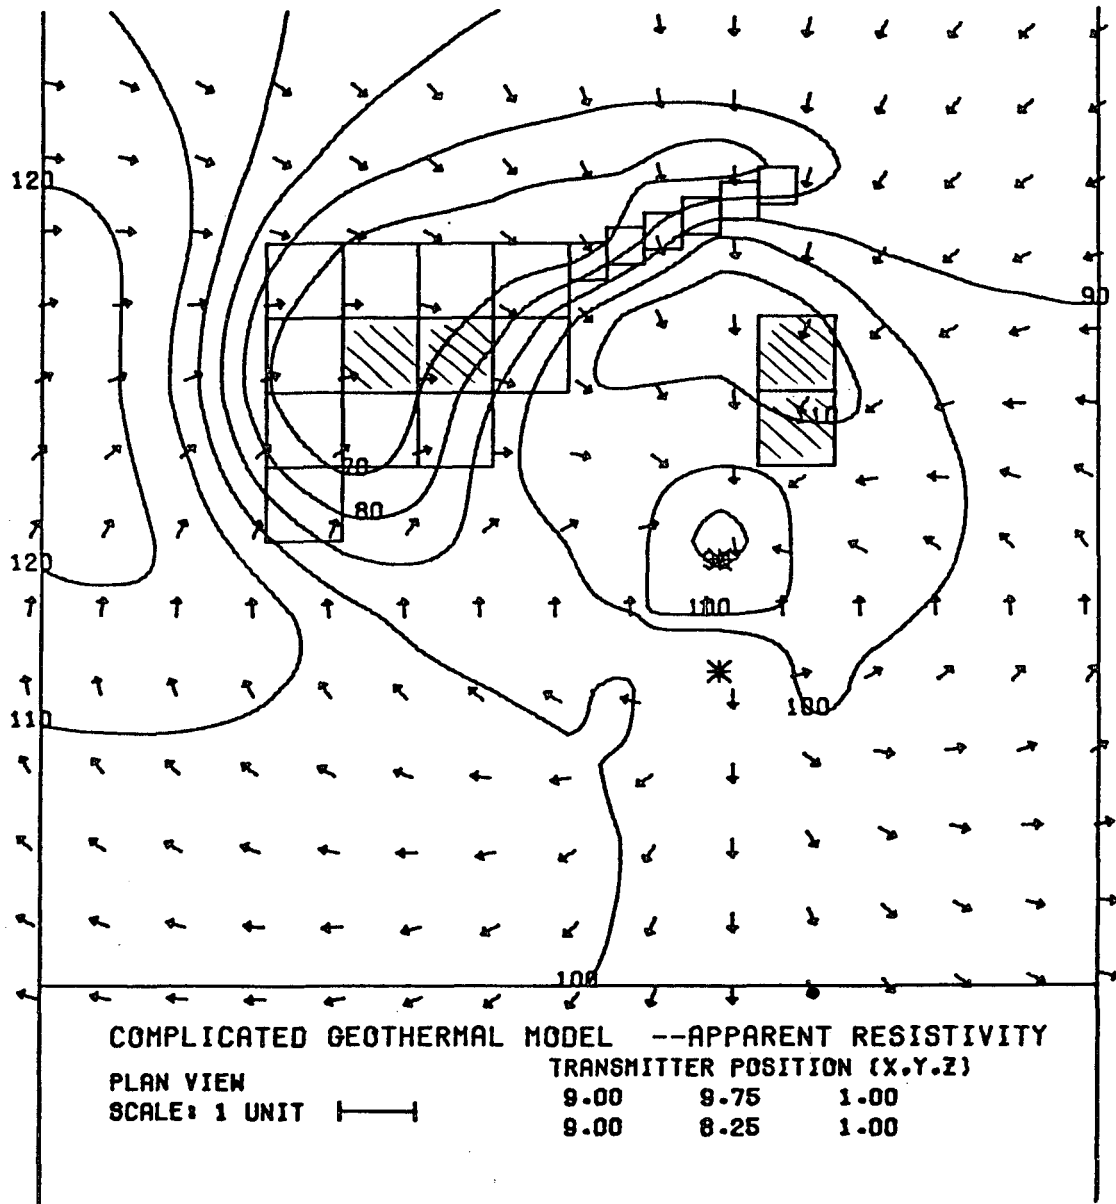 120
90
110
70
80
120
110
100
110
100
COMPLICATED GEOTHERMAL MODEL --APPARENT RESISTIVITY
PLAN VIEW
SCALE: 1 UNIT
TRANSMITTER POSITION (X,Y,Z)
9.00 9.75 1.00
9.00 8.25 1.00